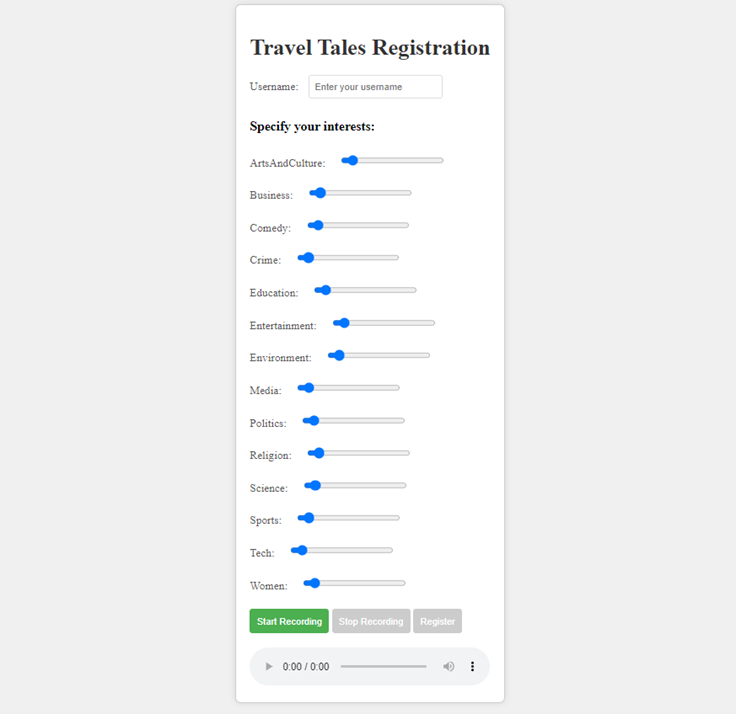 Travel Tales Registration
Username: Enter your username
Specify your interests:
ArtsAndCulture:
Business:
Comedy:
Crime:
Education:
Entertainment:
Environment:
Media:
Politics:
Religion:
Science:
Sports:
Tech:
Women:
Start Recording Stop Recording Register
0:00 / 0:00